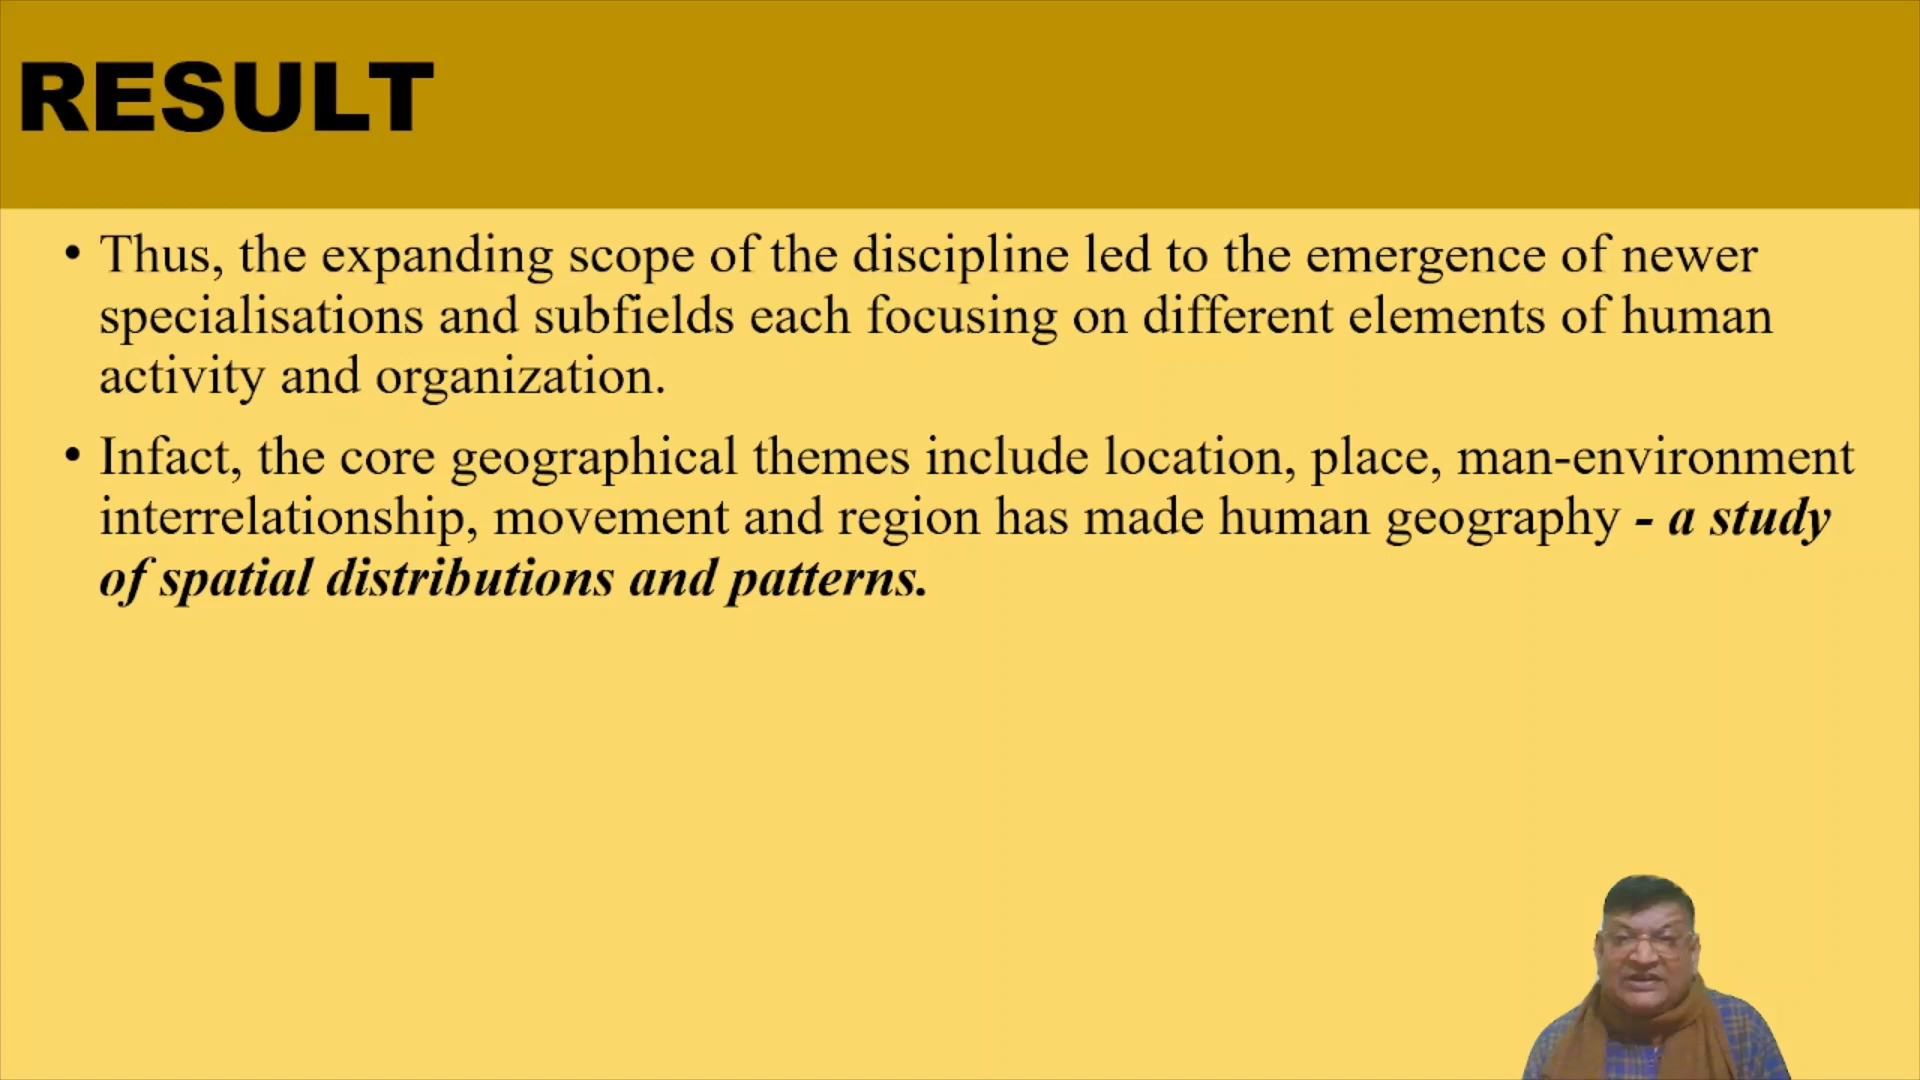 RESULT
• Thus, the expanding scope of the discipline led to the emergence of newer
specialisations and subfields each focusing on different elements of human
activity and organization.
• Infact, the core geographical themes include location, place, man-environment
interrelationship, movement and region has made human geography - a study
of spatial distributions and patterns.